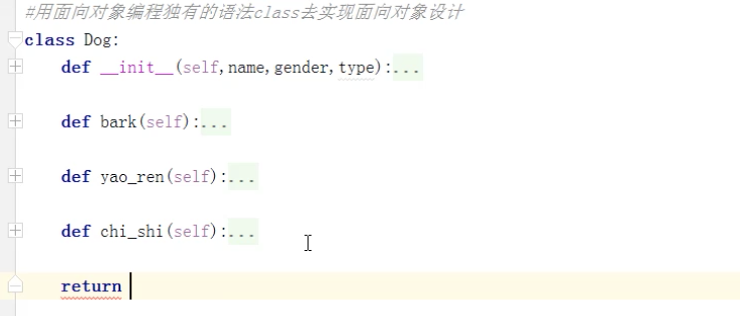 #用面向对象编程独有的语法class去实现面向对象设计
class Dog:
def __init__(self,name,gender,type):...
def bark(self):...
def yao_ren(self):...
def chi_shi(self):...
return